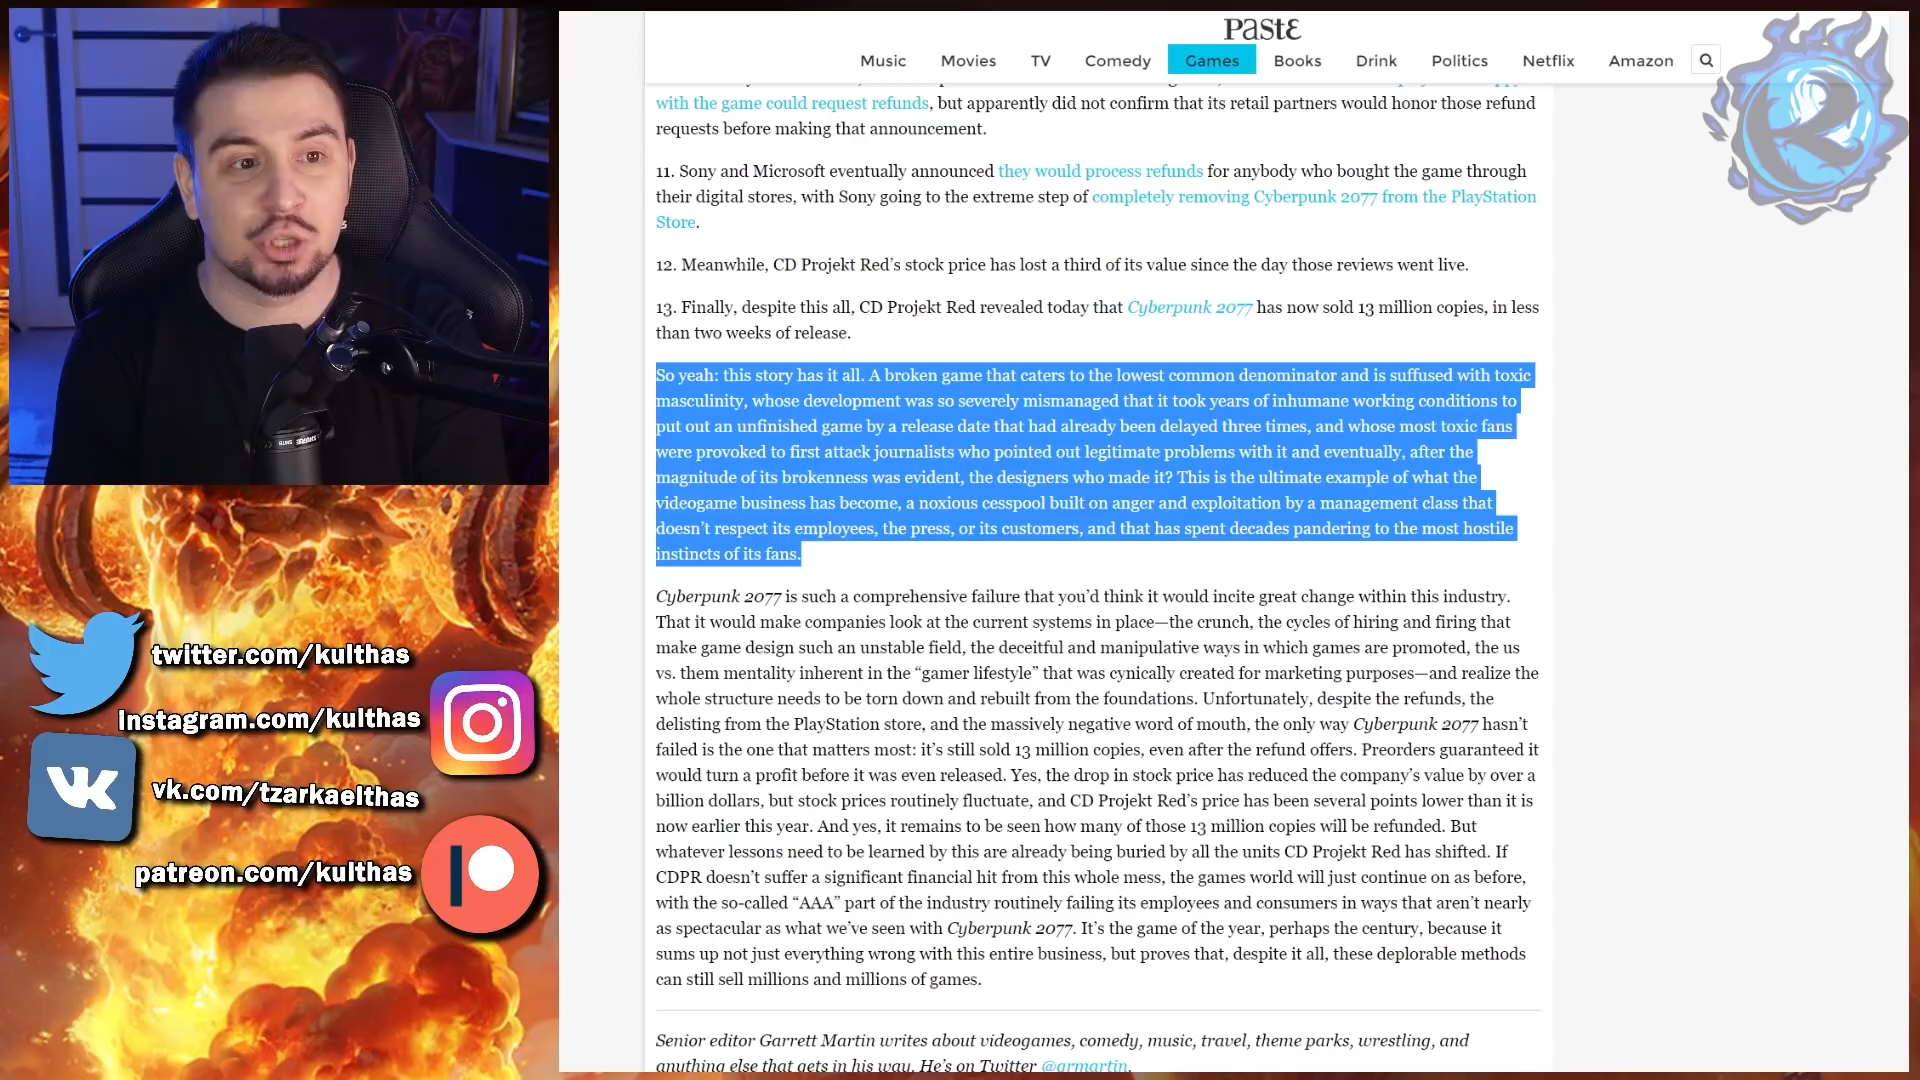 PasTE
Music Movies TV Comedy Games Books Drink Politics Netflix Amazon
with the game could request refunds, but apparently did not confirm that its retail partners would honor those refund
requests before making that announcement.
11. Sony and Microsoft eventually announced they would process refunds for anybody who bought the game through
their digital stores, with Sony going to the extreme step of completely removing Cyberpunk 2077 from the PlayStation
Store.
12. Meanwhile, CD Projekt Red’s stock price has lost a third of its value since the day those reviews went live.
13. Finally, despite this all, CD Projekt Red revealed today that Cyberpunk 2077 has now sold 13 million copies, in less
than two weeks of release.
So yeah: this story has it all. A broken game that caters to the lowest common denominator and is suffused with toxic
masculinity, whose development was so severely mismanaged that it took years of inhumane working conditions to
put out an unfinished game by a release date that had already been delayed three times, and whose most toxic fans
were provoked to first attack journalists who pointed out legitimate problems with it and eventually, after the
magnitude of its brokenness was evident, the designers who made it? This is the ultimate example of what the
videogame business has become, a noxious cesspool built on anger and exploitation by a management class that
doesn’t respect its employees, the press, or its customers, and that has spent decades pandering to the most hostile
instincts of its fans.
Cyberpunk 2077 is such a comprehensive failure that you’d think it would incite great change within this industry.
That it would make companies look at the current systems in place—the crunch, the cycles of hiring and firing that
make game design such an unstable field, the deceitful and manipulative ways in which games are promoted, the us
vs. them mentality inherent in the “gamer lifestyle” that was cynically created for marketing purposes—and realize the
whole structure needs to be torn down and rebuilt from the foundations. Unfortunately, despite the refunds, the
delisting from the PlayStation store, and the massively negative word of mouth, the only way Cyberpunk 2077 hasn’t
failed is the one that matters most: it’s still sold 13 million copies, even after the refund offers. Preorders guaranteed it
would turn a profit before it was even released. Yes, the drop in stock price has reduced the company’s value by over a
billion dollars, but stock prices routinely fluctuate, and CD Projekt Red’s price has been several points lower than it is
now earlier this year. And yes, it remains to be seen how many of those 13 million copies will be refunded. But
whatever lessons need to be learned by this are already being buried by all the units CD Projekt Red has shifted. If
CDPR doesn’t suffer a significant financial hit from this whole mess, the games world will just continue on as before,
with the so-called “AAA” part of the industry routinely failing its employees and consumers in ways that aren’t nearly
as spectacular as what we’ve seen with Cyberpunk 2077. It’s the game of the year, perhaps the century, because it
sums up not just everything wrong with this entire business, but proves that, despite it all, these deplorable methods
can still sell millions and millions of games.
Senior editor Garrett Martin writes about videogames, comedy, music, travel, theme parks, wrestling, and
anything else that gets in his way. He’s on Twitter @grmartin.
twitter.com/kulthas
Instagram.com/kulthas
vk.com/tzarkaelthas
patreon.com/kulthas